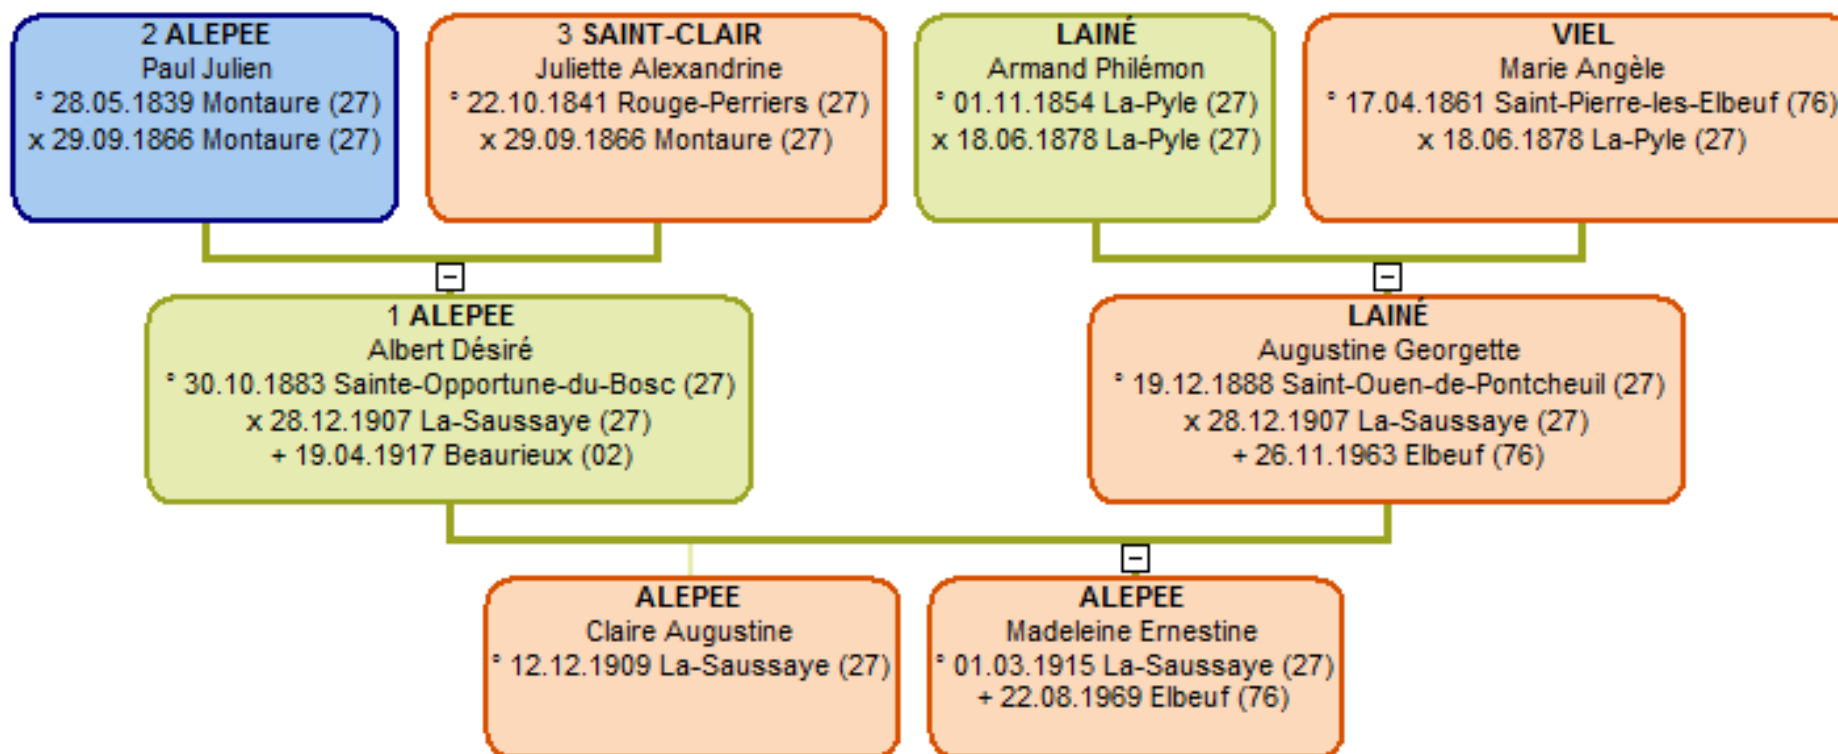 2 ALEPEE
Paul Julien
° 28.05.1839 Montaure (27)
x 29.09.1866 Montaure (27)
3 SAINT-CLAIR
Juliette Alexandrine
° 22.10.1841 Rouge-Perriers (27)
x 29.09.1866 Montaure (27)
LAINÉ
Armand Philémon
° 01.11.1854 La-Pyle (27)
x 18.06.1878 La-Pyle (27)
VIEL
Marie Angèle
° 17.04.1861 Saint-Pierre-les-Elbeuf (76)
x 18.06.1878 La-Pyle (27)
1 ALEPEE
Albert Désiré
° 30.10.1883 Sainte-Opportune-du-Bosc (27)
x 28.12.1907 La-Saussaye (27)
+ 19.04.1917 Beaurieux (02)
LAINÉ
Augustine Georgette
° 19.12.1888 Saint-Ouen-de-Pontcheuil (27)
x 28.12.1907 La-Saussaye (27)
+ 26.11.1963 Elbeuf (76)
ALEPEE
Claire Augustine
° 12.12.1909 La-Saussaye (27)
ALEPEE
Madeleine Ernestine
° 01.03.1915 La-Saussaye (27)
+ 22.08.1969 Elbeuf (76)